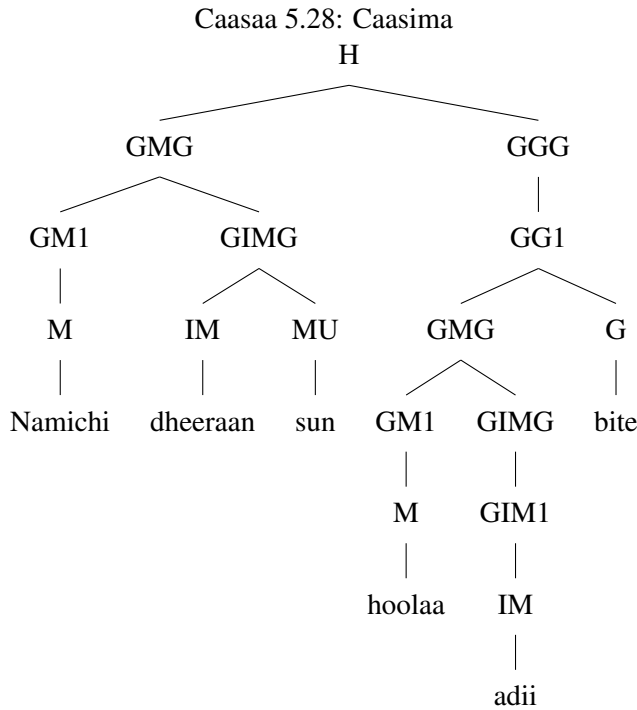 Caasaa 5.28: Caasima
H
GMG GGG
GM1 GIMG GG1
M IM MU GMG G
Namichi dheeraan sun GM1 GIMG bite
M GIM1
hoolaa IM
adii